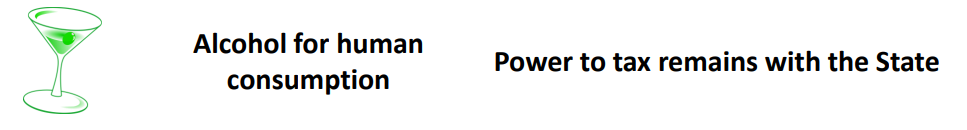 Alcohol for human
consumption
Power to tax remains with the State